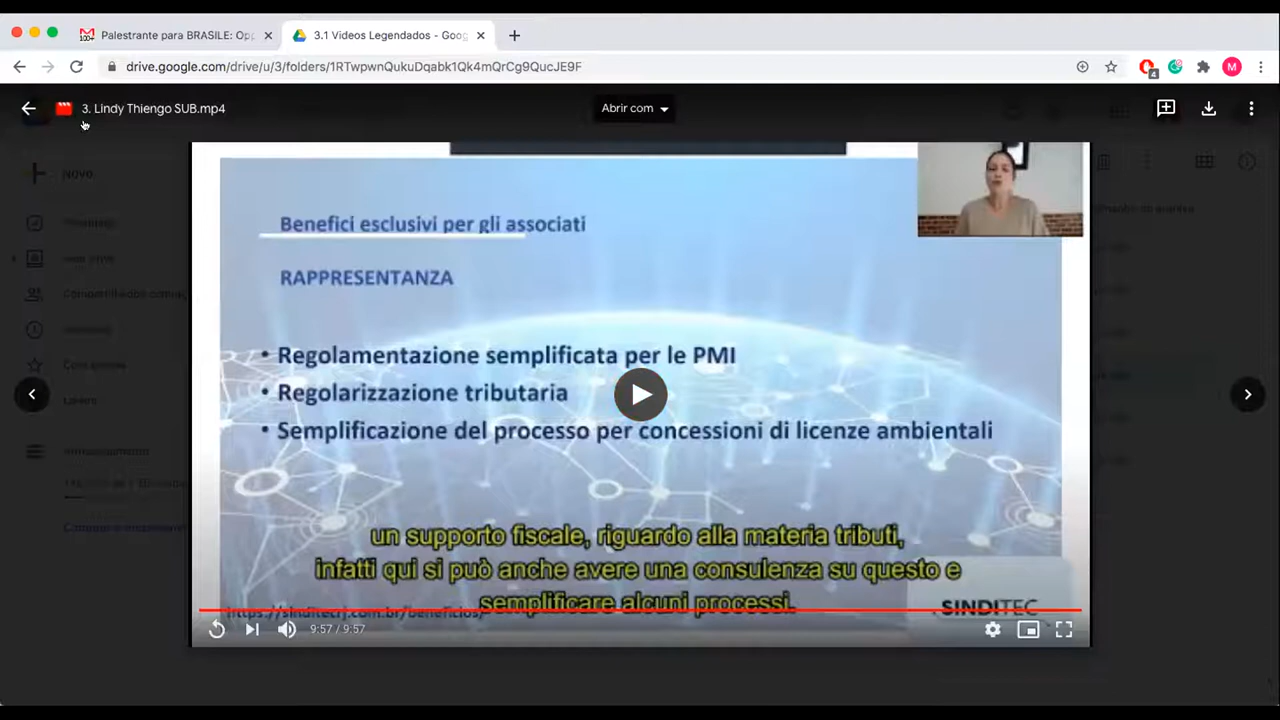 Palestrante para BRASILE: Opp
3.1 Videos Legendados - Goog
drive.google.com/drive/u/3/folders/1RTwpwnQukuDqabk1Qk4mQrCg9QucJE9F
4
M
3. Lindy Thiengo SUB.mp4
Abrir com
Novo
Benefici esclusivi per gli associati
RAPPRESENTANZA
• Regolamentazione semplificata per le PMI
• Regolarizzazione tributaria
• Semplificazione del processo per concessioni di licenze ambientali
un supporto fiscale, riguardo alla materia tributi,
infatti qui si può anche avere una consulenza su questo e
semplificare alcuni processi.
https://sinditecrj.com.br/beneficios/
SINDITEC
9:57 / 9:57